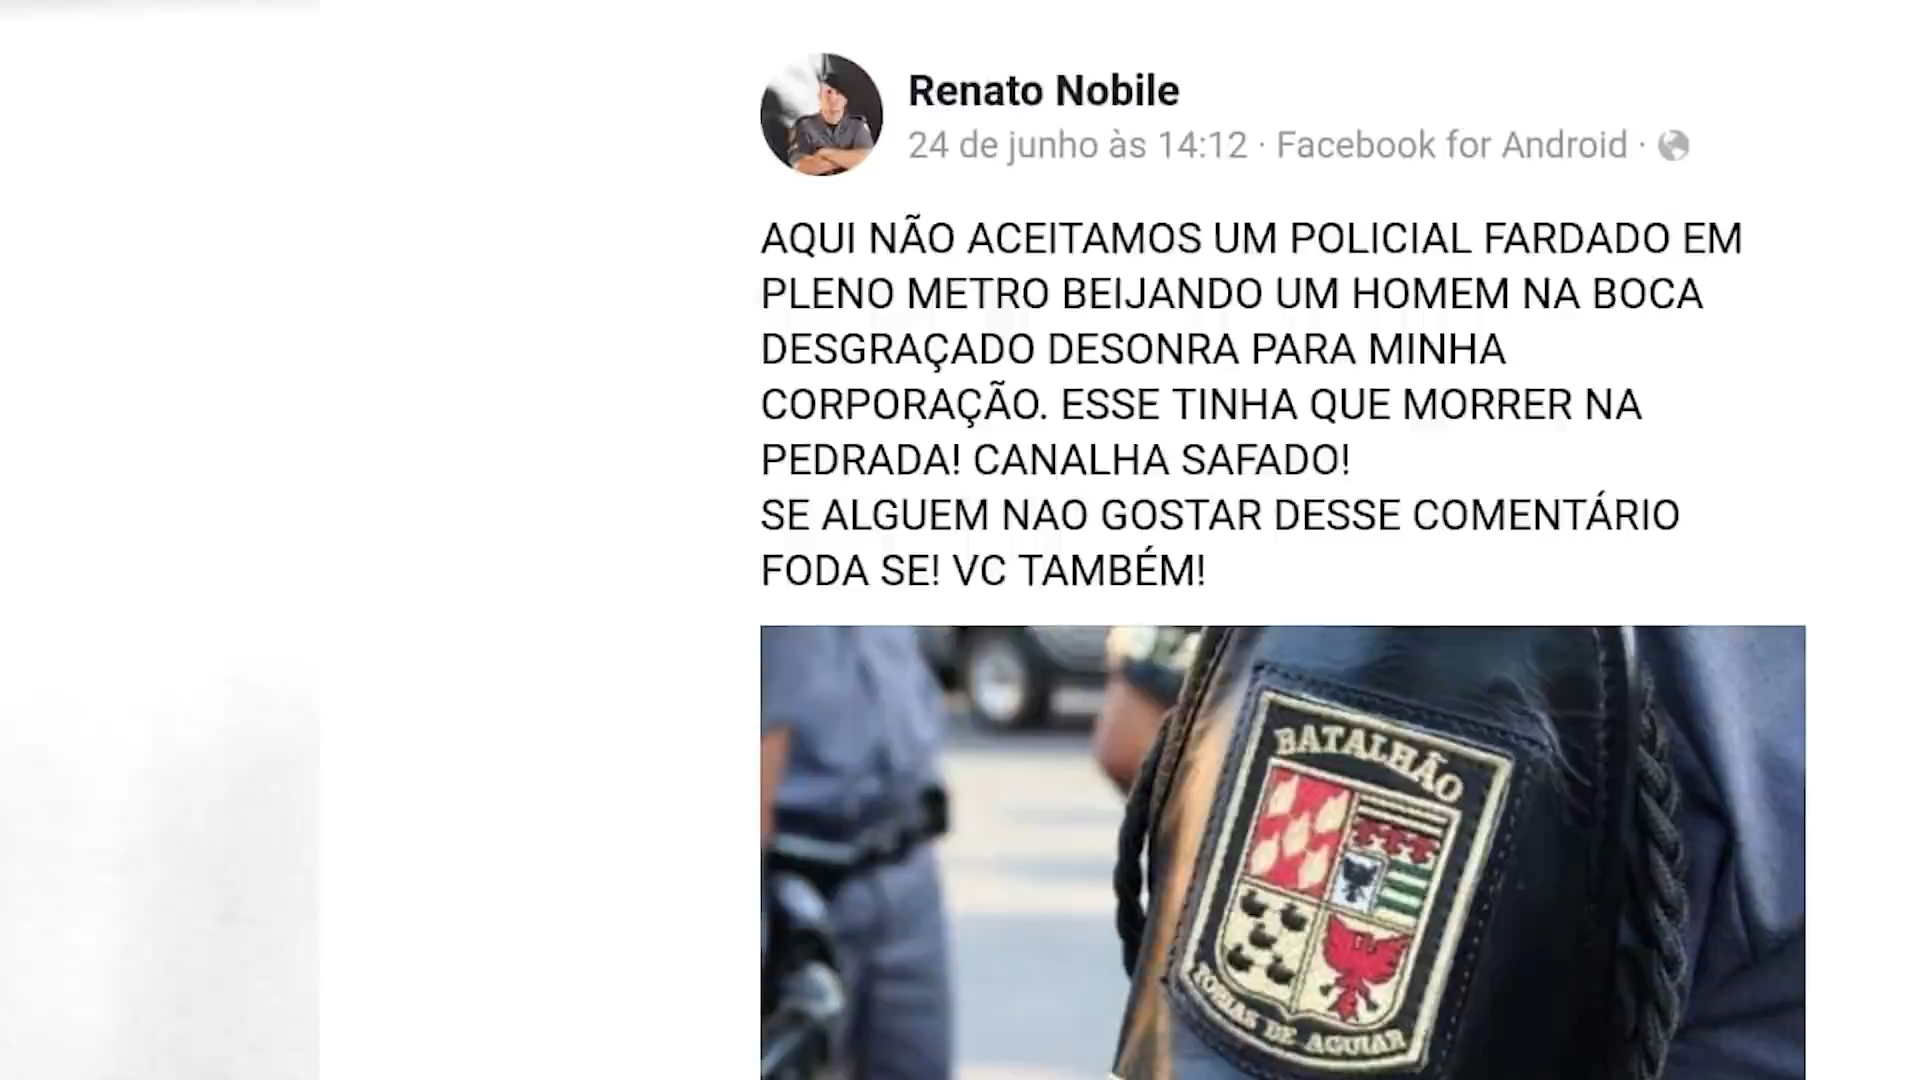 Renato Nobile
24 de junho às 14:12 · Facebook for Android ·
AQUI NÃO ACEITAMOS UM POLICIAL FARDADO EM
PLENO METRO BEIJANDO UM HOMEM NA BOCA
DESGRAÇADO DESONRA PARA MINHA
CORPORAÇÃO. ESSE TINHA QUE MORRER NA
PEDRADA! CANALHA SAFADO!
SE ALGUEM NAO GOSTAR DESSE COMENTÁRIO
FODA SE! VC TAMBÉM!
BATALHÃO
TOBIAS DE AGUIAR